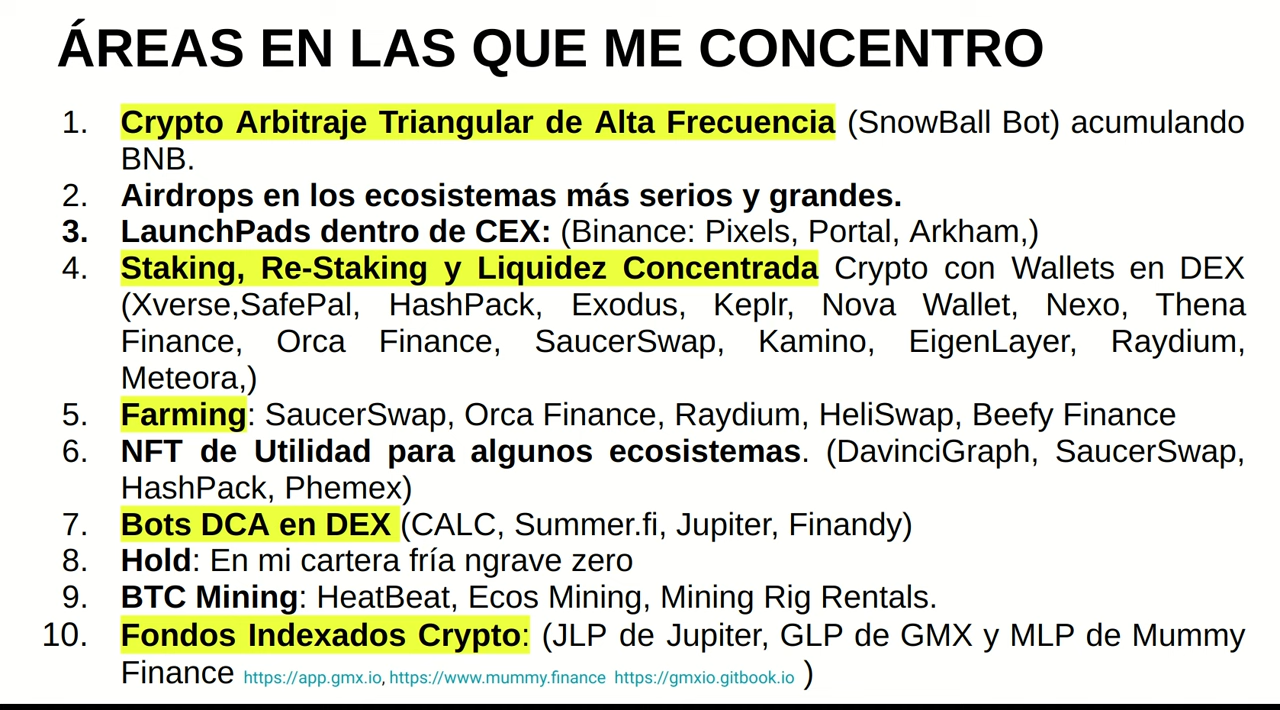 ÁREAS EN LAS QUE ME CONCENTRO
1. Crypto Arbitraje Triangular de Alta Frecuencia (SnowBall Bot) acumulando
BNB.
2. Airdrops en los ecosistemas más serios y grandes.
3. LaunchPads dentro de CEX: (Binance: Pixels, Portal, Arkham,)
4. Staking, Re-Staking y Liquidez Concentrada Crypto con Wallets en DEX
(Xverse,SafePal, HashPack, Exodus, Keplr, Nova Wallet, Nexo, Thena
Finance, Orca Finance, SaucerSwap, Kamino, EigenLayer, Raydium,
Meteora,)
5. Farming: SaucerSwap, Orca Finance, Raydium, HeliSwap, Beefy Finance
6. NFT de Utilidad para algunos ecosistemas. (DavinciGraph, SaucerSwap,
HashPack, Phemex)
7. Bots DCA en DEX (CALC, Summer.fi, Jupiter, Finandy)
8. Hold: En mi cartera fría ngrave zero
9. BTC Mining: HeatBeat, Ecos Mining, Mining Rig Rentals.
10. Fondos Indexados Crypto: (JLP de Jupiter, GLP de GMX y MLP de Mummy
Finance https://app.gmx.io, https://www.mummy.finance https://gmxio.gitbook.io )